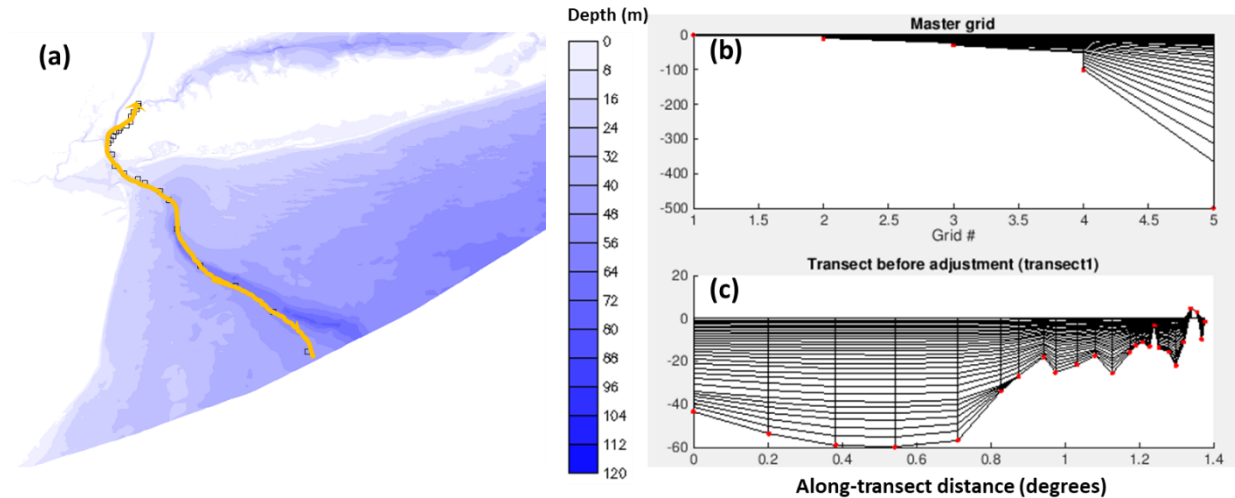 (a)
Depth (m)
0
8
16
24
32
40
48
56
64
72
80
88
96
104
112
120
Master grid
(b)
0
-100
-200
-300
-400
-500
1 1.5 2 2.5 3 3.5 4 4.5 5
Grid #
Transect before adjustment (transect1)
(c)
20
0
-20
-40
-60
0 0.2 0.4 0.6 0.8 1 1.2 1.4
Along-transect distance (degrees)